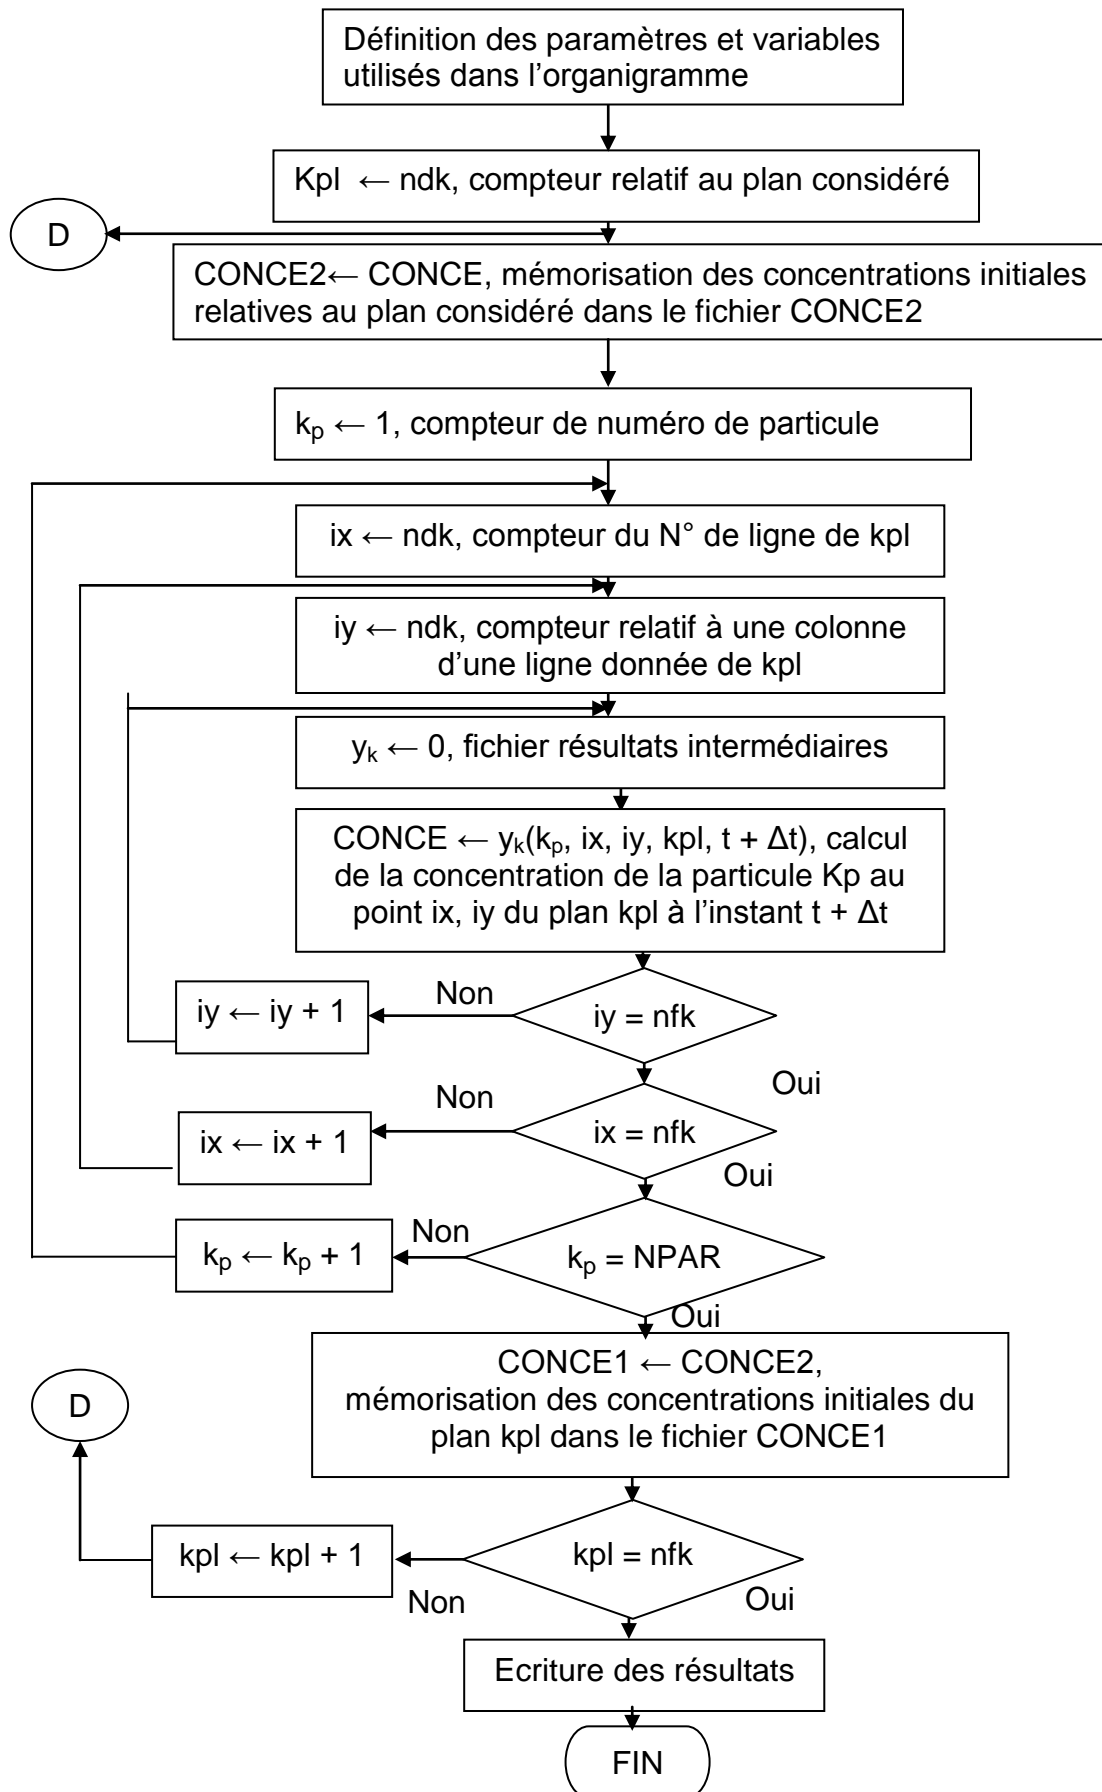 Définition des paramètres et variables
utilisés dans l’organigramme
Kpl ← ndk, compteur relatif au plan considéré
D
CONCE2← CONCE, mémorisation des concentrations initiales
relatives au plan considéré dans le fichier CONCE2
kp ← 1, compteur de numéro de particule
ix ← ndk, compteur du N° de ligne de kpl
iy ← ndk, compteur relatif à une colonne
d’une ligne donnée de kpl
yk ← 0, fichier résultats intermédiaires
CONCE ← yk(kp, ix, iy, kpl, t + Δt), calcul
de la concentration de la particule Kp au
point ix, iy du plan kpl à l’instant t + Δt
iy ← iy + 1
Non
iy = nfk
Oui
ix ← ix + 1
Non
ix = nfk
Oui
kp ← kp + 1
Non
kp = NPAR
Oui
CONCE1 ← CONCE2,
mémorisation des concentrations initiales du
plan kpl dans le fichier CONCE1
D
kpl ← kpl + 1
Non
kpl = nfk
Oui
Ecriture des résultats
FIN